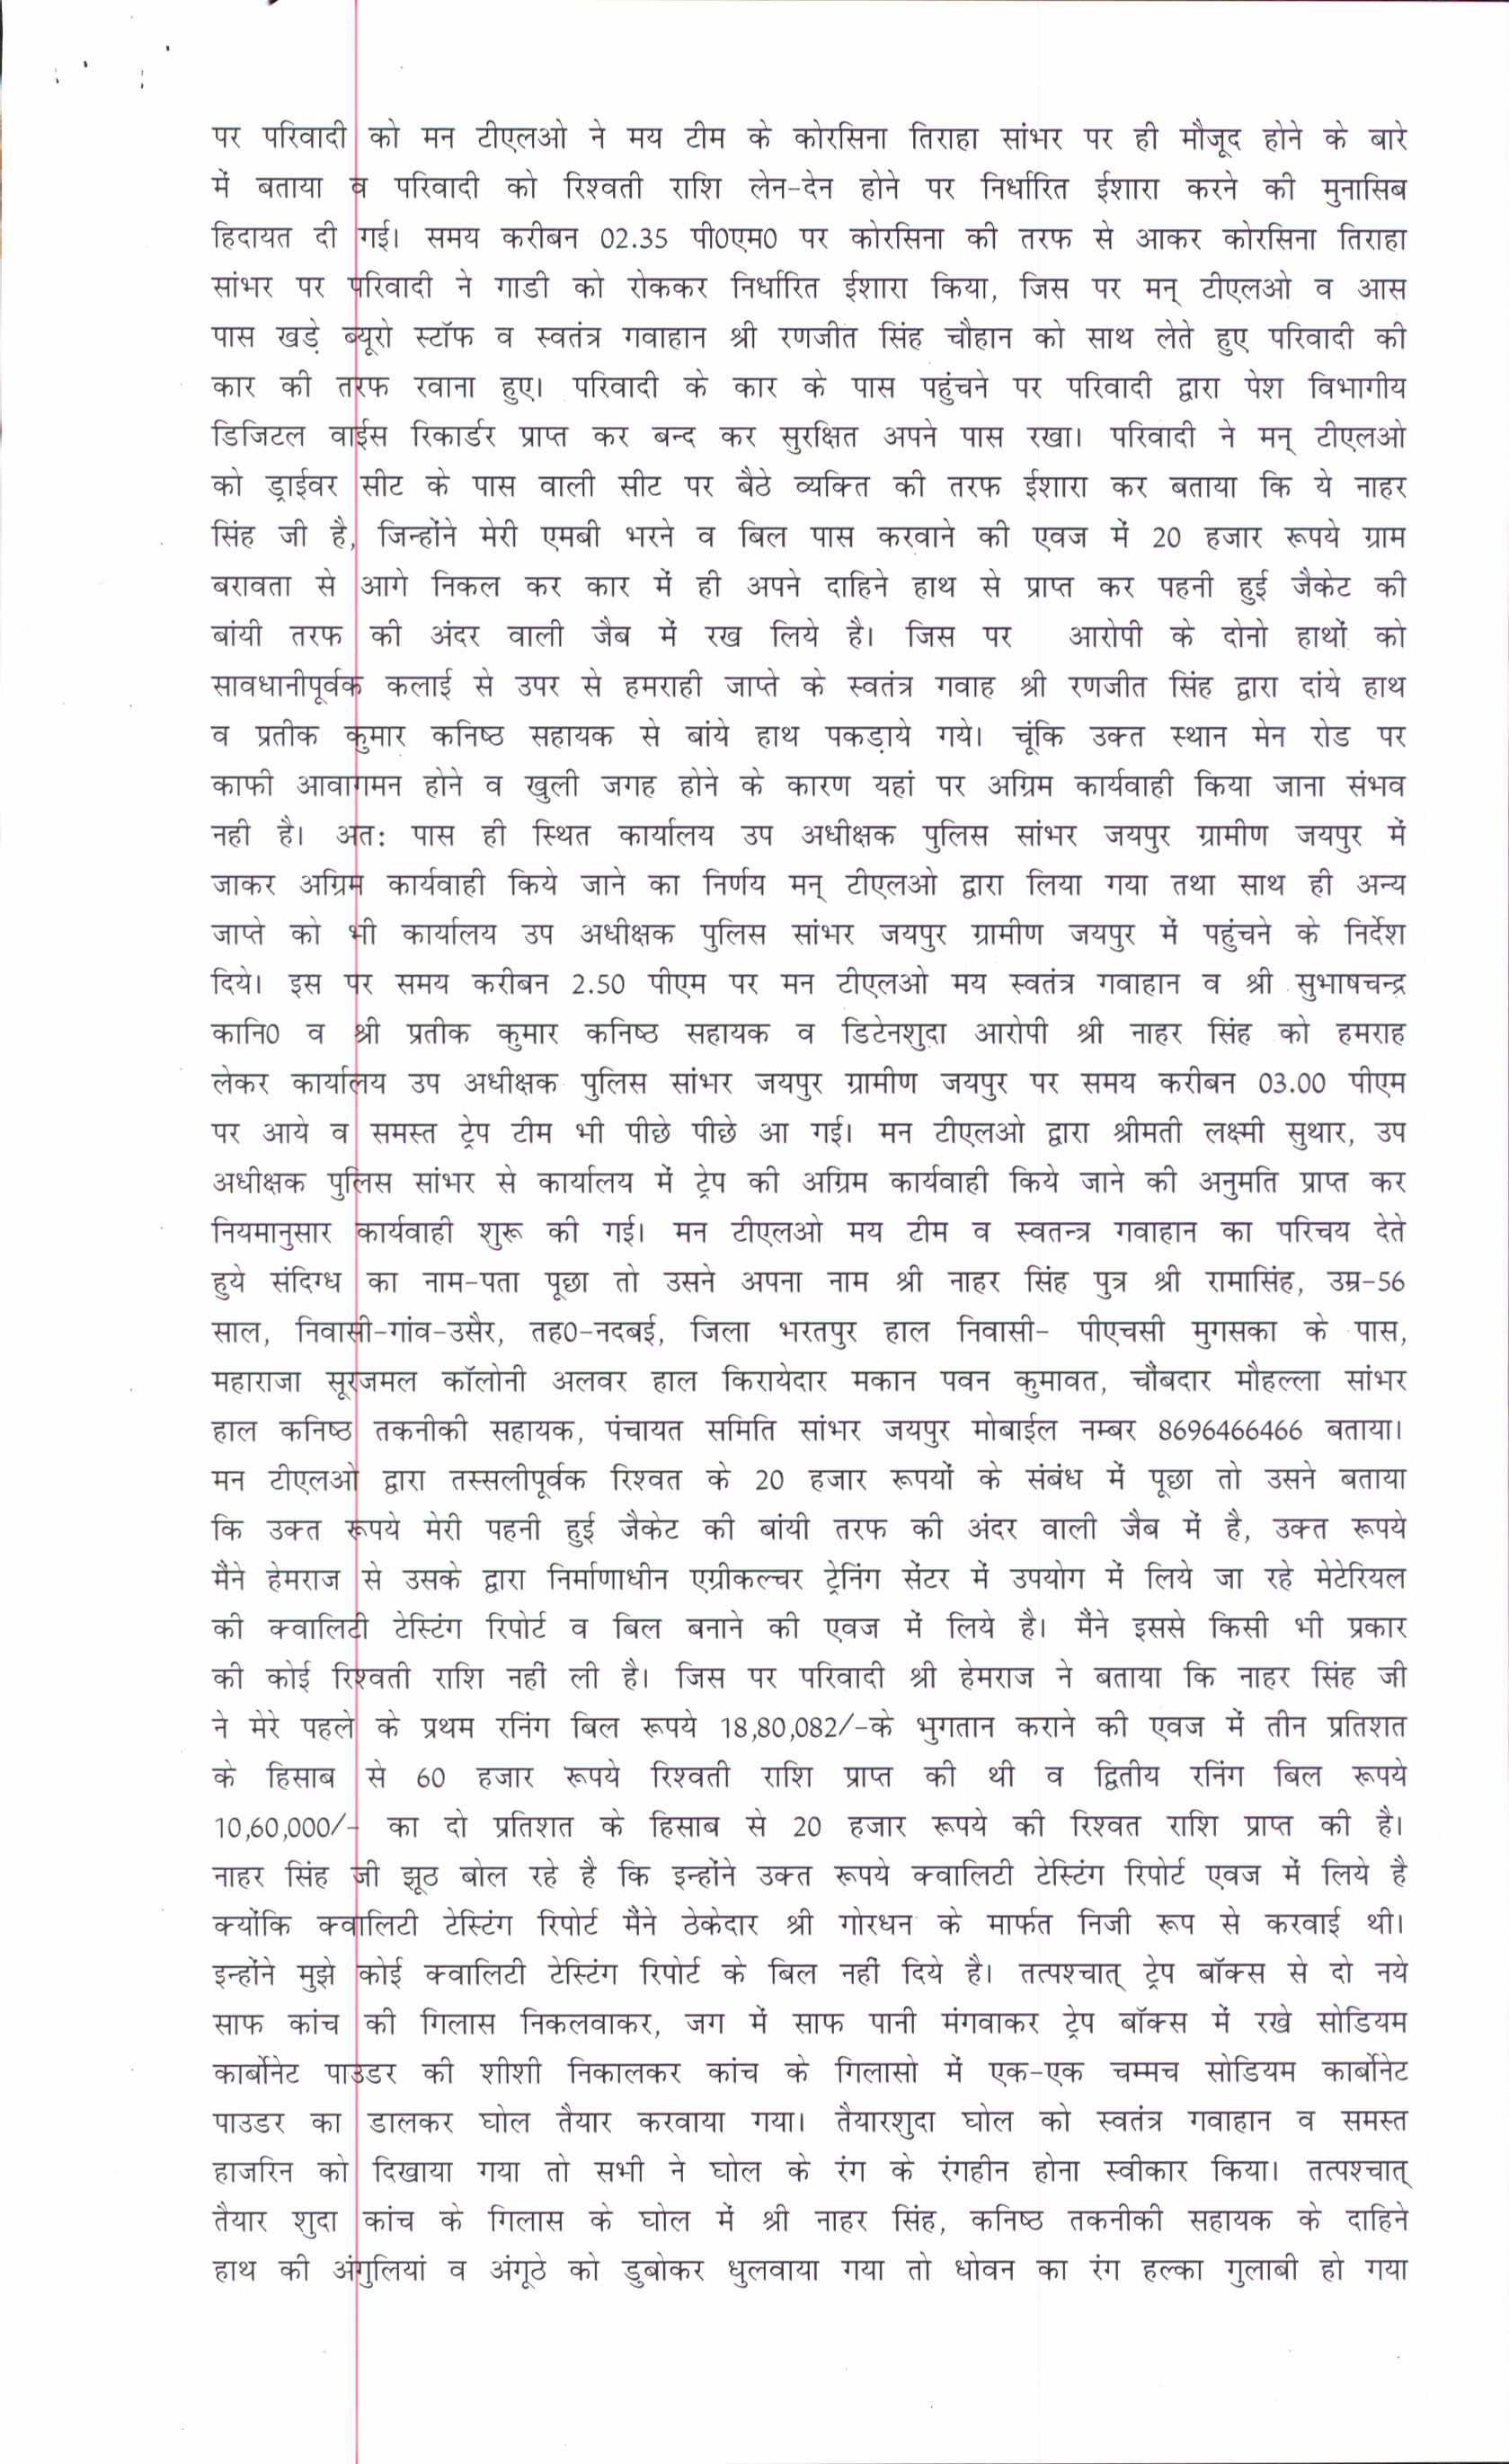 पर परिवादी को मन टीएलओ ने मय टीम के कोरसिना तिराहा सांभर पर ही मौजूद होने के बारे
में बताया व परिवादी को रिश्वती राशि लेन-देन होने पर निर्धारित ईशारा करने की मुनासिब
हिदायत दी गई। समय करीबन 02.35 पी0एम0 पर कोरसिना की तरफ से आकर कोरसिना तिराहा
सांभर पर परिवादी ने गाडी को रोककर निर्धारित ईशारा किया, जिस पर मन् टीएलओ व आस
पास खड़े ब्यूरो स्टॉफ व स्वतंत्र गवाहान श्री रणजीत सिंह चौहान को साथ लेते हुए परिवादी की
कार की तरफ रवाना हुए। परिवादी के कार के पास पहुंचने पर परिवादी द्वारा पेश विभागीय
डिजिटल वाईस रिकार्डर प्राप्त कर बन्द कर सुरक्षित अपने पास रखा। परिवादी ने मन् टीएलओ
को ड्राईवर सीट के पास वाली सीट पर बैठे व्यक्ति की तरफ ईशारा कर बताया कि ये नाहर
सिंह जी है, जिन्होंने मेरी एमबी भरने व बिल पास करवाने की एवज में 20 हजार रूपये ग्राम
बरावता से आगे निकल कर कार में ही अपने दाहिने हाथ से प्राप्त कर पहनी हुई जैकेट की
बांयी तरफ की अंदर वाली जैब में रख लिये है। जिस पर आरोपी के दोनो हाथों को
सावधानीपूर्वक कलाई से उपर से हमराही जाप्ते के स्वतंत्र गवाह श्री रणजीत सिंह द्वारा दांये हाथ
व प्रतीक कुमार कनिष्ठ सहायक से बांये हाथ पकड़ाये गये। चूंकि उक्त स्थान मेन रोड पर
काफी आवागमन होने व खुली जगह होने के कारण यहां पर अग्रिम कार्यवाही किया जाना संभव
नही है। अतः पास ही स्थित कार्यालय उप अधीक्षक पुलिस सांभर जयपुर ग्रामीण जयपुर में
जाकर अग्रिम कार्यवाही किये जाने का निर्णय मन् टीएलओ द्वारा लिया गया तथा साथ ही अन्य
जाप्ते को भी कार्यालय उप अधीक्षक पुलिस सांभर जयपुर ग्रामीण जयपुर में पहुंचने के निर्देश
दिये। इस पर समय करीबन 2.50 पीएम पर मन टीएलओ मय स्वतंत्र गवाहान व श्री सुभाषचन्द्र
कानि0 व श्री प्रतीक कुमार कनिष्ठ सहायक व डिटेनशुदा आरोपी श्री नाहर सिंह को हमराह
लेकर कार्यालय उप अधीक्षक पुलिस सांभर जयपुर ग्रामीण जयपुर पर समय करीबन 03.00 पीएम
पर आये व समस्त ट्रेप टीम भी पीछे पीछे आ गई। मन टीएलओ द्वारा श्रीमती लक्ष्मी सुथार, उप
अधीक्षक पुलिस सांभर से कार्यालय में ट्रेप की अग्रिम कार्यवाही किये जाने की अनुमति प्राप्त कर
नियमानुसार कार्यवाही शुरू की गई। मन टीएलओ मय टीम व स्वतन्त्र गवाहान का परिचय देते
हुये संदिग्ध का नाम-पता पूछा तो उसने अपना नाम श्री नाहर सिंह पुत्र श्री रामासिंह, उम्र-56
साल, निवासी-गांव-उसैर, तह0-नदबई, जिला भरतपुर हाल निवासी- पीएचसी मुगसका के पास,
महाराजा सूरजमल कॉलोनी अलवर हाल किरायेदार मकान पवन कुमावत, चौंबदार मौहल्ला सांभर
हाल कनिष्ठ तकनीकी सहायक, पंचायत समिति सांभर जयपुर मोबाईल नम्बर 8696466466 बताया।
मन टीएलओ द्वारा तस्सलीपूर्वक रिश्वत के 20 हजार रूपयों के संबंध में पूछा तो उसने बताया
कि उक्त रूपये मेरी पहनी हुई जैकेट की बांयी तरफ की अंदर वाली जैब में है, उक्त रूपये
मैंने हेमराज से उसके द्वारा निर्माणाधीन एग्रीकल्चर ट्रेनिंग सेंटर में उपयोग में लिये जा रहे मेटेरियल
की क्वालिटी टेस्टिंग रिपोर्ट व बिल बनाने की एवज में लिये है। मैंने इससे किसी भी प्रकार
की कोई रिश्वती राशि नहीं ली है। जिस पर परिवादी श्री हेमराज ने बताया कि नाहर सिंह जी
ने मेरे पहले के प्रथम रनिंग बिल रूपये 18,80,082/-के भुगतान कराने की एवज में तीन प्रतिशत
के हिसाब से 60 हजार रूपये रिश्वती राशि प्राप्त की थी व द्वितीय रनिंग बिल रूपये
10,60,000/- का दो प्रतिशत के हिसाब से 20 हजार रूपये की रिश्वत राशि प्राप्त की है।
नाहर सिंह जी झूठ बोल रहे है कि इन्होंने उक्त रूपये क्वालिटी टेस्टिंग रिपोर्ट एवज में लिये है
क्योंकि क्वालिटी टेस्टिंग रिपोर्ट मैंने ठेकेदार श्री गोरधन के मार्फत निजी रूप से करवाई थी।
इन्होंने मुझे कोई क्वालिटी टेस्टिंग रिपोर्ट के बिल नहीं दिये है। तत्पश्चात् ट्रेप बॉक्स से दो नये
साफ कांच की गिलास निकलवाकर, जग में साफ पानी मंगवाकर ट्रेप बॉक्स में रखे सोडियम
कार्बोनेट पाउडर की शीशी निकालकर कांच के गिलासो में एक-एक चम्मच सोडियम कार्बोनेट
पाउडर का डालकर घोल तैयार करवाया गया। तैयारशुदा घोल को स्वतंत्र गवाहान व समस्त
हाजरिन को दिखाया गया तो सभी ने घोल के रंग के रंगहीन होना स्वीकार किया। तत्पश्चात्
तैयार शुदा कांच के गिलास के घोल में श्री नाहर सिंह, कनिष्ठ तकनीकी सहायक के दाहिने
हाथ की अंगुलियां व अंगूठे को डुबोकर धुलवाया गया तो धोवन का रंग हल्का गुलाबी हो गया